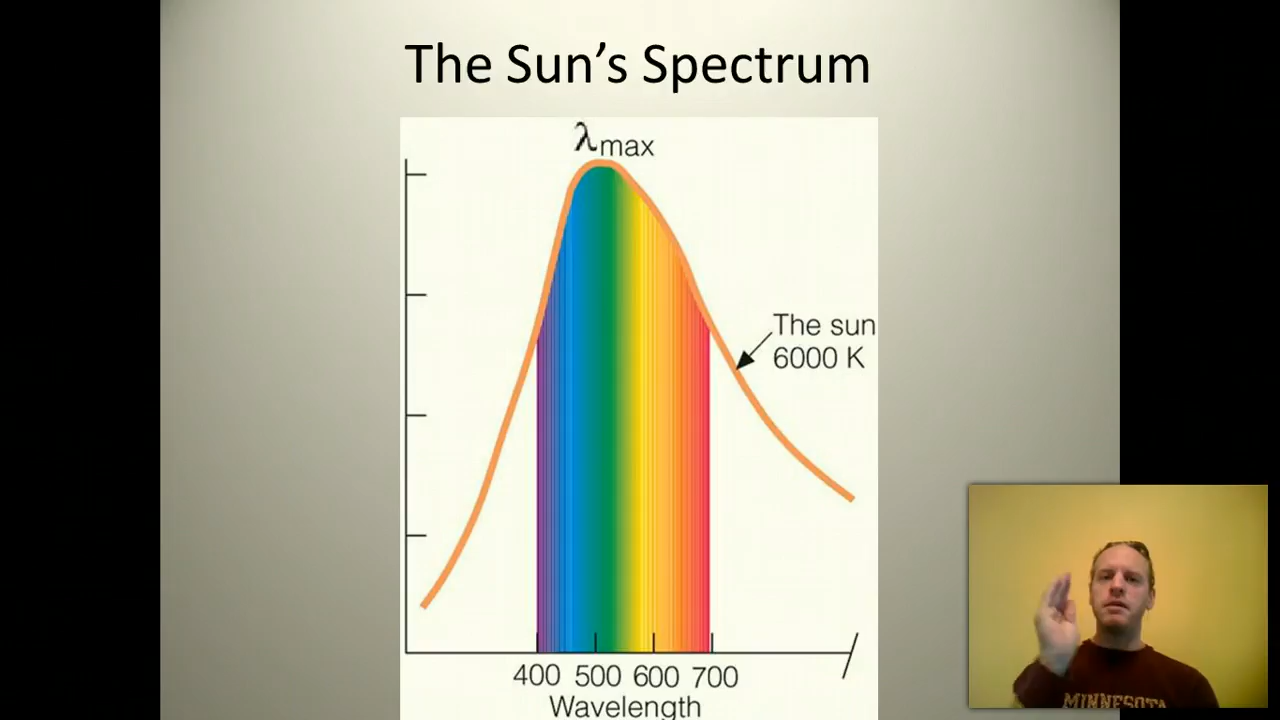 The Sun's Spectrum
λmax
The sun
6000 K
400 500 600 700
Wavelength
MINNESOTA